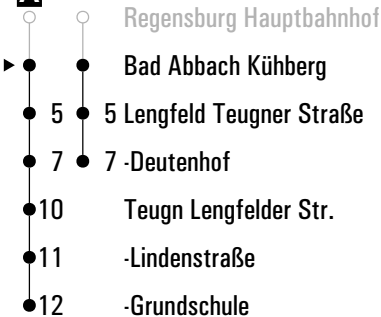 Regensburg Hauptbahnhof
Bad Abbach Kühberg
5 5 Lengfeld Teugner Straße
7 7 -Deutenhof
10 Teugn Lengfelder Str.
11 -Lindenstraße
12 -Grundschule